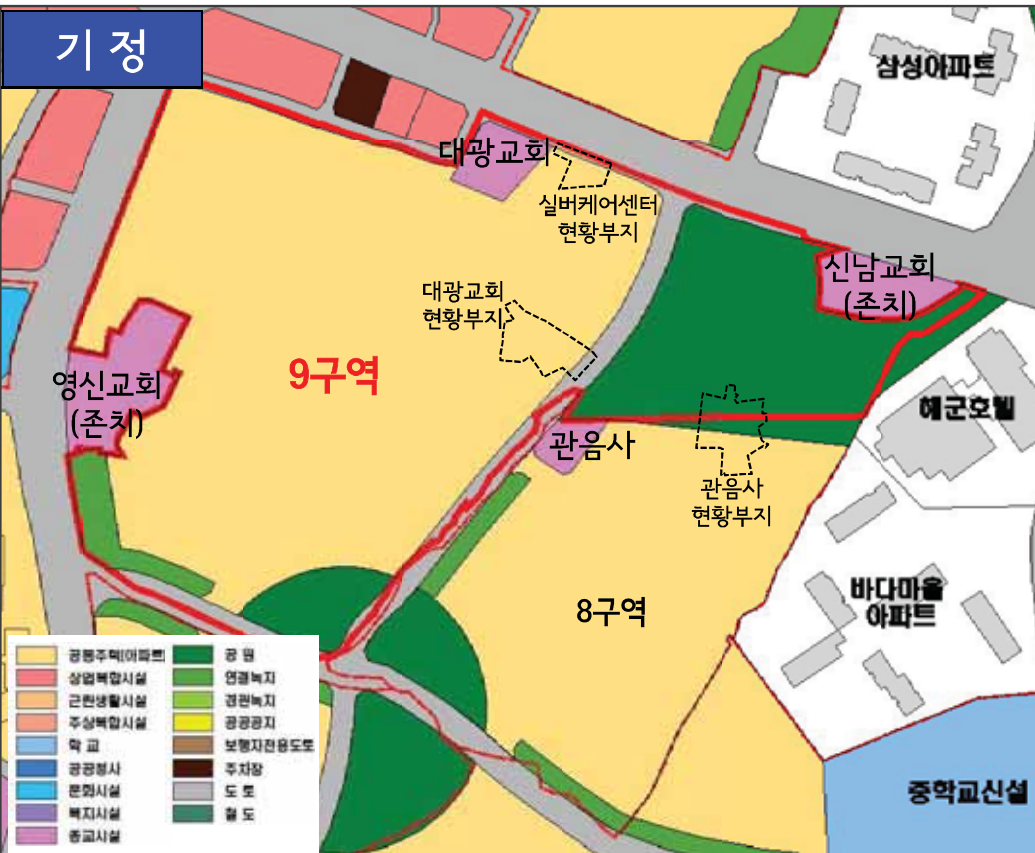 기 정
삼성아파트
대광교회
실버케어센터
현황부지
신남교회
(존치)
대광교회
현황부지
9구역
영신교회
(존치)
해군호텔
관음사
관음사
현황부지
8구역
바다마을
아파트
중학교신설
공동주택(아파트)
상업복합시설
근린생활시설
주상복합시설
학 교
공공청사
문화시설
복지시설
종교시설
공 원
연결녹지
경관녹지
공공공지
보행자전용도로
주차장
도 로
철 도